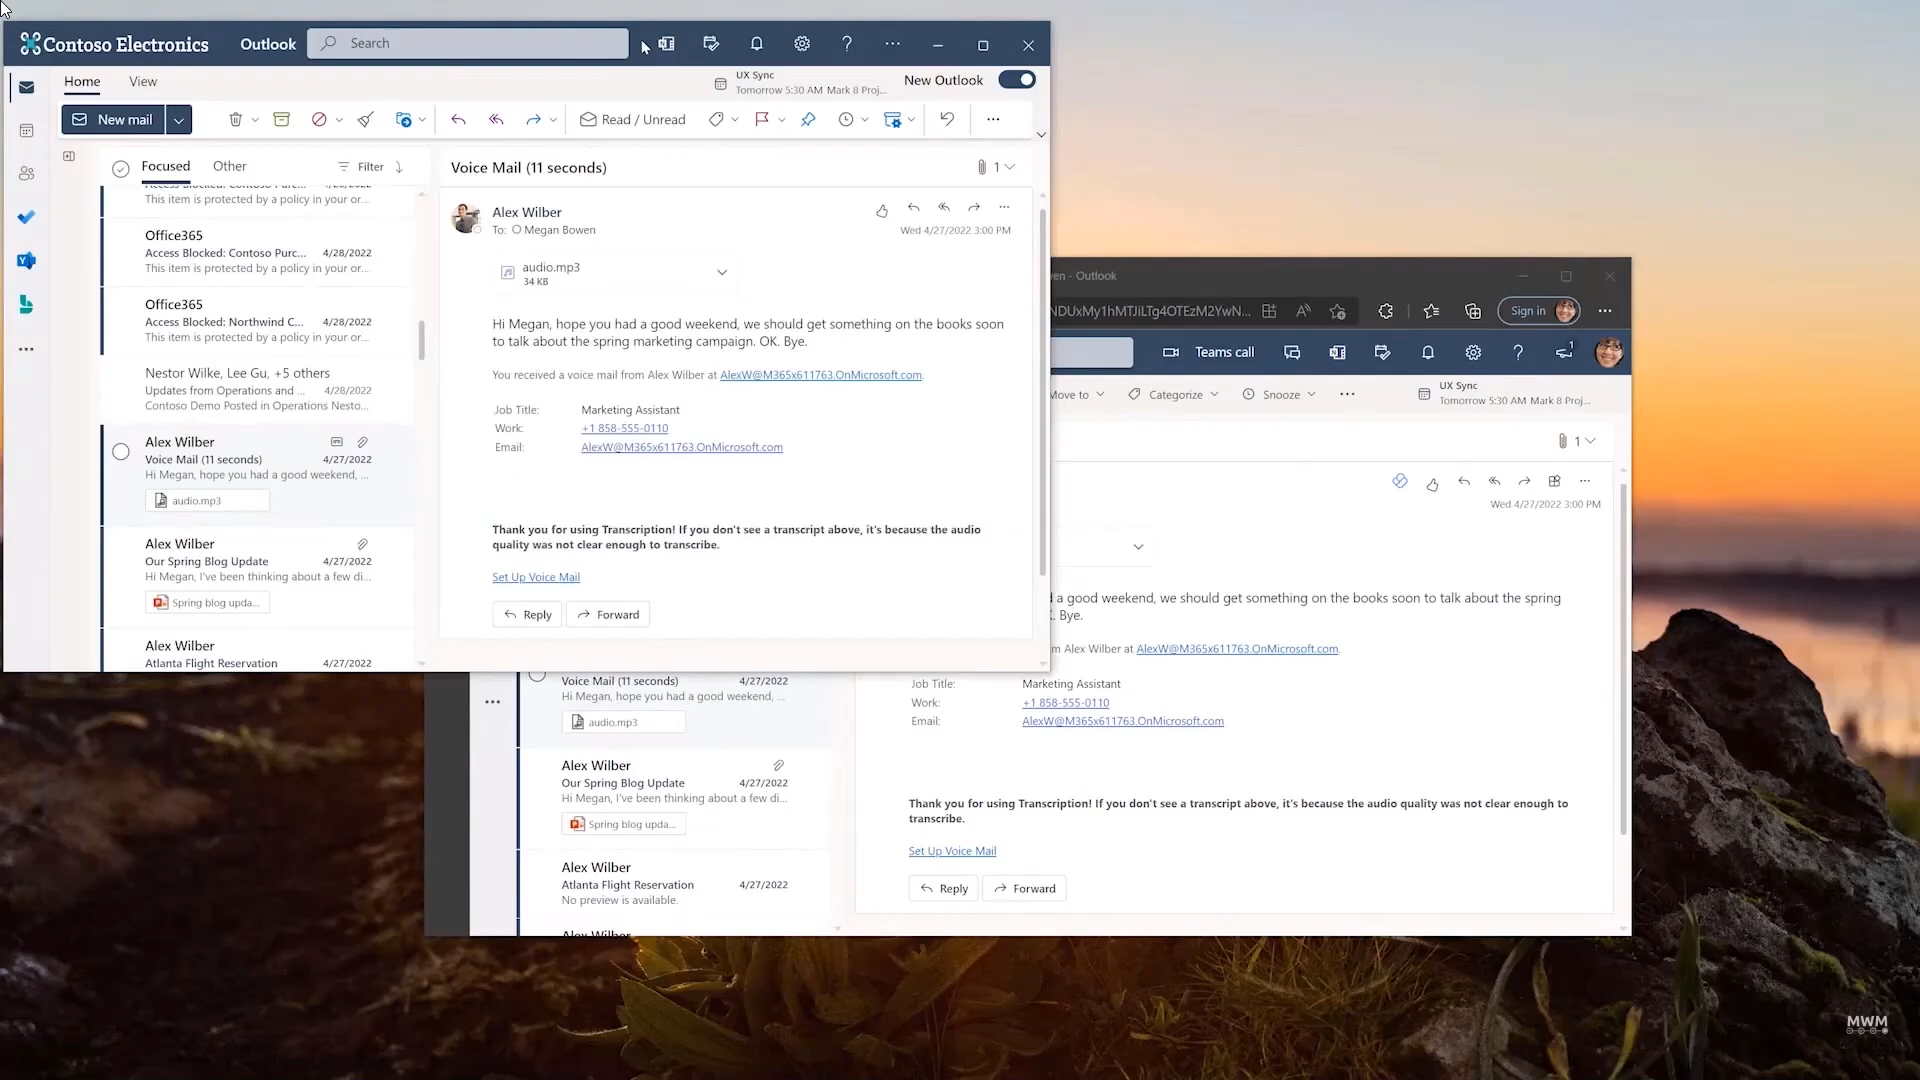 Contoso Electronics
Outlook
Search
Home
View
UX Sync
Tomorrow 5:30 AM Mark 8 Proj...
New Outlook
New mail
Read / Unread
Focused
Other
Filter
This item is protected by a policy in your or...
Office365
Access Blocked: Contoso Purc... 4/28/2022
This item is protected by a policy in your or...
Office365
Access Blocked: Northwind C... 4/28/2022
This item is protected by a policy in your or...
Nestor Wilke, Lee Gu, +5 others
Updates from Operations and ... 4/28/2022
Contoso Demo Posted in Operations Nesto...
Alex Wilber
Voice Mail (11 seconds) 4/27/2022
Hi Megan, hope you had a good weekend, ...
audio.mp3
Alex Wilber
Our Spring Blog Update 4/27/2022
Hi Megan, I've been thinking about a few di...
Spring blog upda...
Alex Wilber
Atlanta Flight Reservation 4/27/2022
Voice Mail (11 seconds)
1
Alex Wilber
To: Megan Bowen
Wed 4/27/2022 3:00 PM
audio.mp3
34 KB
Hi Megan, hope you had a good weekend, we should get something on the books soon
to talk about the spring marketing campaign. OK. Bye.
You received a voice mail from Alex Wilber at AlexW@M365x611763.OnMicrosoft.com.
Job Title: Marketing Assistant
Work: +1 858-555-0110
Email: AlexW@M365x611763.OnMicrosoft.com
Thank you for using Transcription! If you don't see a transcript above, it's because the audio
quality was not clear enough to transcribe.
Set Up Voice Mail
Reply
Forward
en - Outlook
NDUxMy1hMTJiLTg4OTEzM2YwN...
Sign in
Teams call
1
Move to
Categorize
Snooze
UX Sync
Tomorrow 5:30 AM Mark 8 Proj...
1
Wed 4/27/2022 3:00 PM
a good weekend, we should get something on the books soon to talk about the spring
Bye.
m Alex Wilber at AlexW@M365x611763.OnMicrosoft.com.
Job Title: Marketing Assistant
Work: +1 858-555-0110
Email: AlexW@M365x611763.OnMicrosoft.com
Thank you for using Transcription! If you don't see a transcript above, it's because the audio quality was not clear enough to
transcribe.
Set Up Voice Mail
Reply
Forward
Voice Mail (11 seconds) 4/27/2022
Hi Megan, hope you had a good weekend, ...
audio.mp3
Alex Wilber
Our Spring Blog Update 4/27/2022
Hi Megan, I've been thinking about a few di...
Spring blog upda...
Alex Wilber
Atlanta Flight Reservation 4/27/2022
No preview is available.
Alex Wilber
MWM